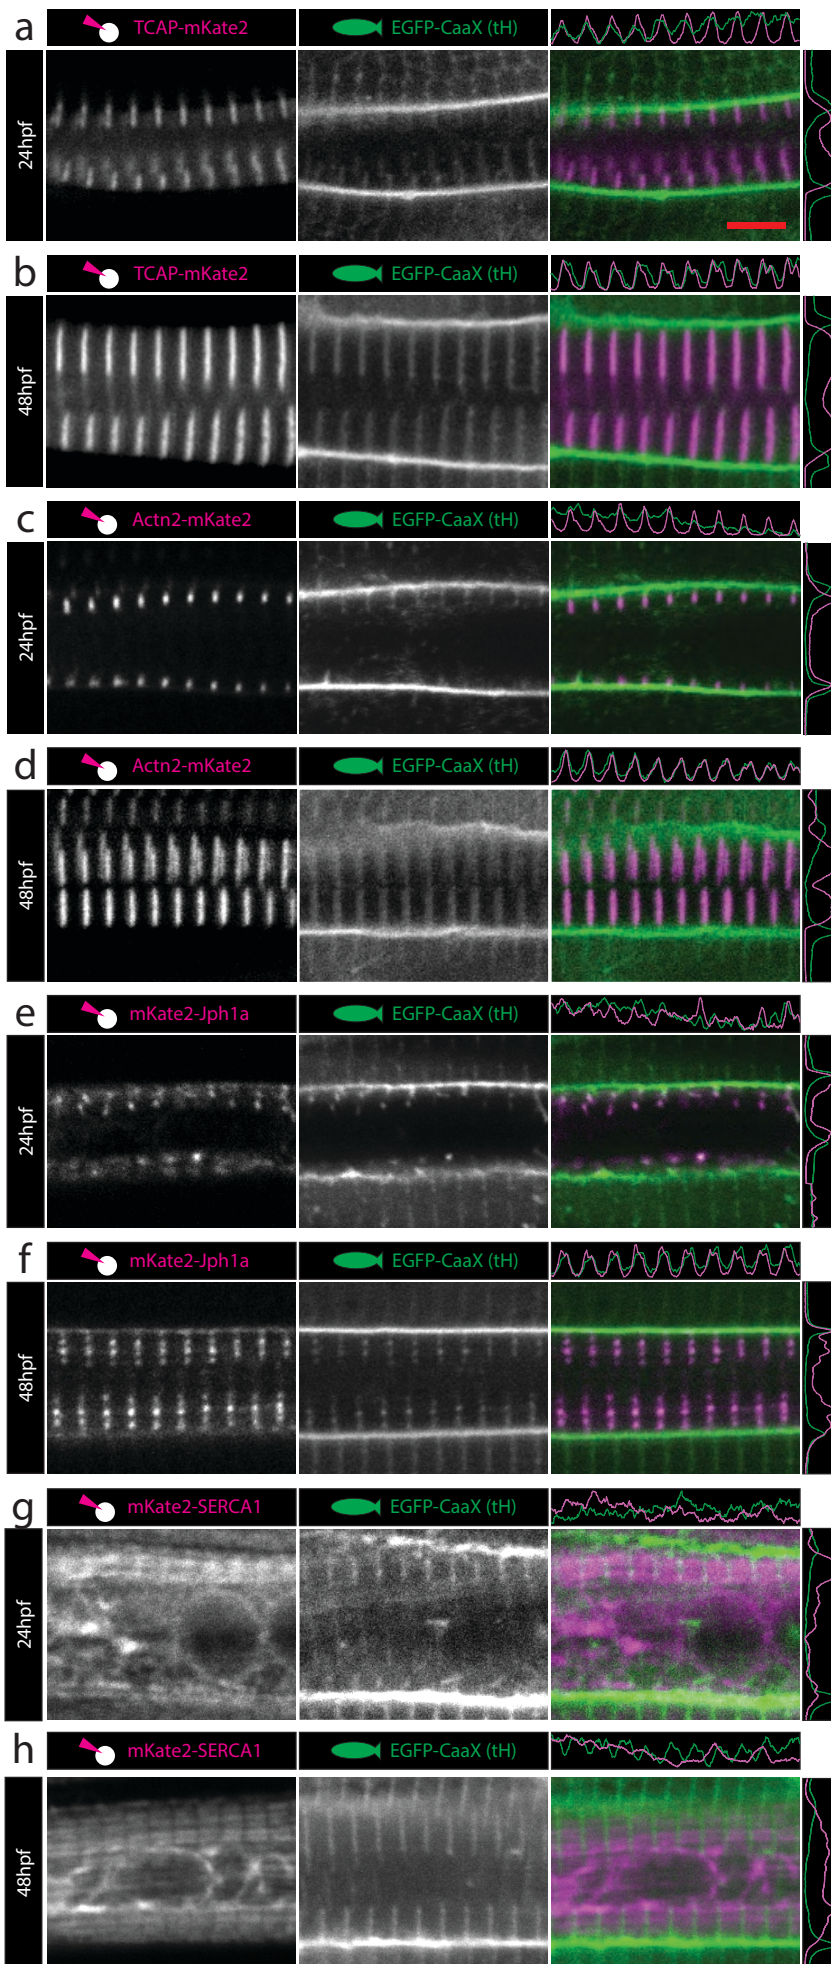 a TCAP-mKate2 EGFP-CaaX (tH)
24hpf
b TCAP-mKate2 EGFP-CaaX (tH)
48hpf
c Actn2-mKate2 EGFP-CaaX (tH)
24hpf
d Actn2-mKate2 EGFP-CaaX (tH)
48hpf
e mKate2-Jph1a EGFP-CaaX (tH)
24hpf
f mKate2-Jph1a EGFP-CaaX (tH)
48hpf
g mKate2-SERCA1 EGFP-CaaX (tH)
24hpf
h mKate2-SERCA1 EGFP-CaaX (tH)
48hpf